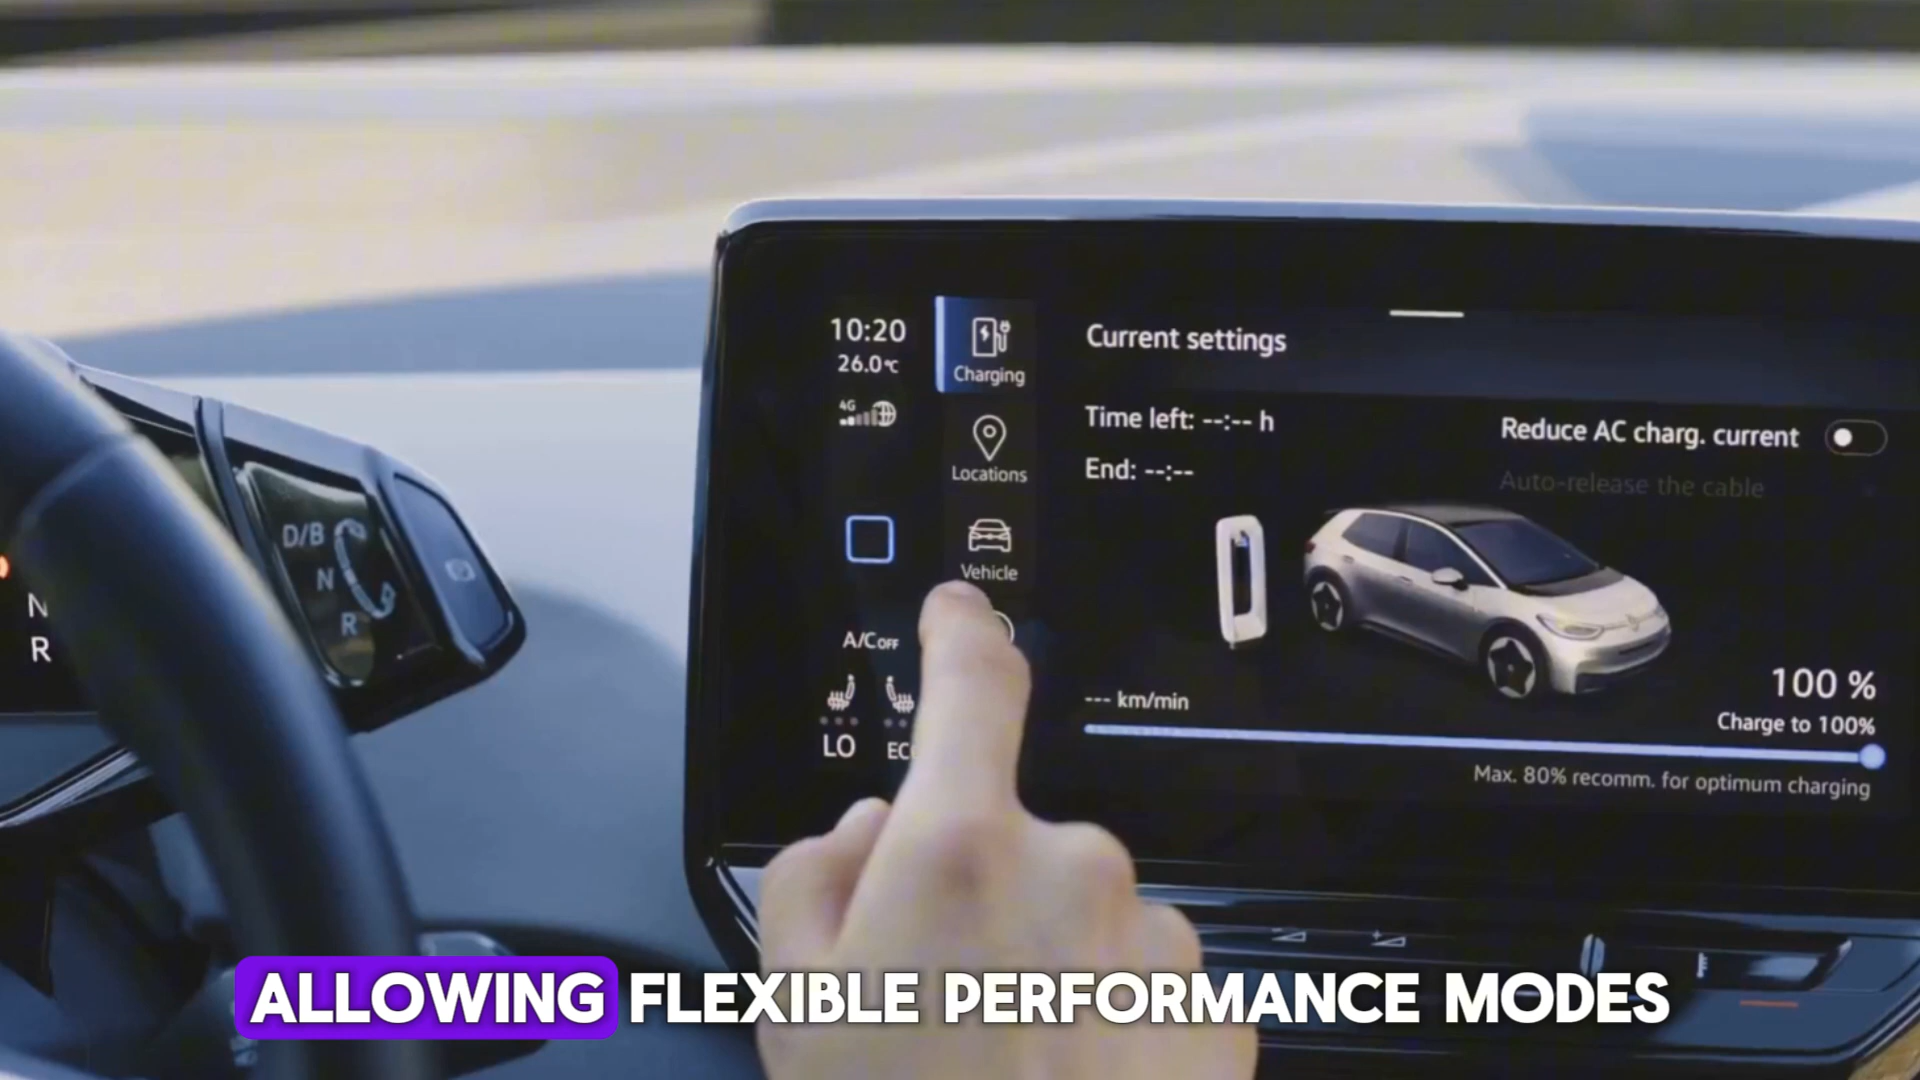 10:20
26.0°C
4G
Charging
Locations
Vehicle
A/C OFF
LO
Current settings
Time left: --:-- h
End: --:--
Reduce AC charg. current
Auto-release the cable
--- km/min
100 %
Charge to 100%
Max. 80% recomm. for optimum charging
D/B
N
R
N
R
ALLOWING FLEXIBLE PERFORMANCE MODES